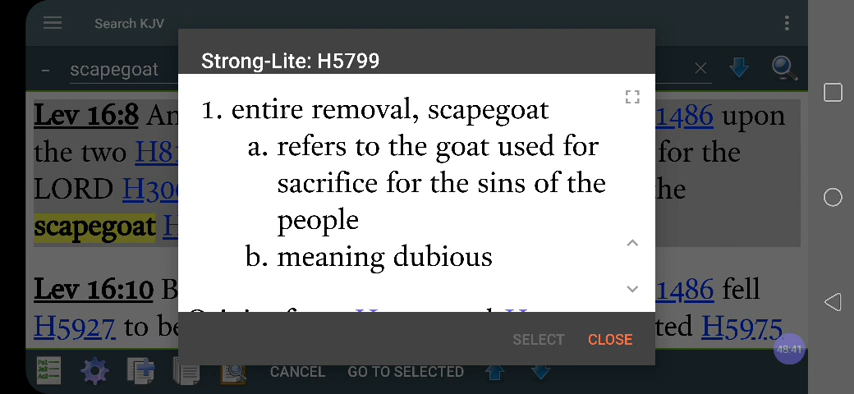 Search KJV
Strong-Lite: H5799
- scapegoat
1. entire removal, scapegoat
a. refers to the goat used for
sacrifice for the sins of the
people
b. meaning dubious
Lev 16:8 1486 upon
the two for the
LORD
scapegoat
Lev 16:10 1486 fell
H5927 to be ted H5975
SELECT CLOSE
48:41
CANCEL GO TO SELECTED